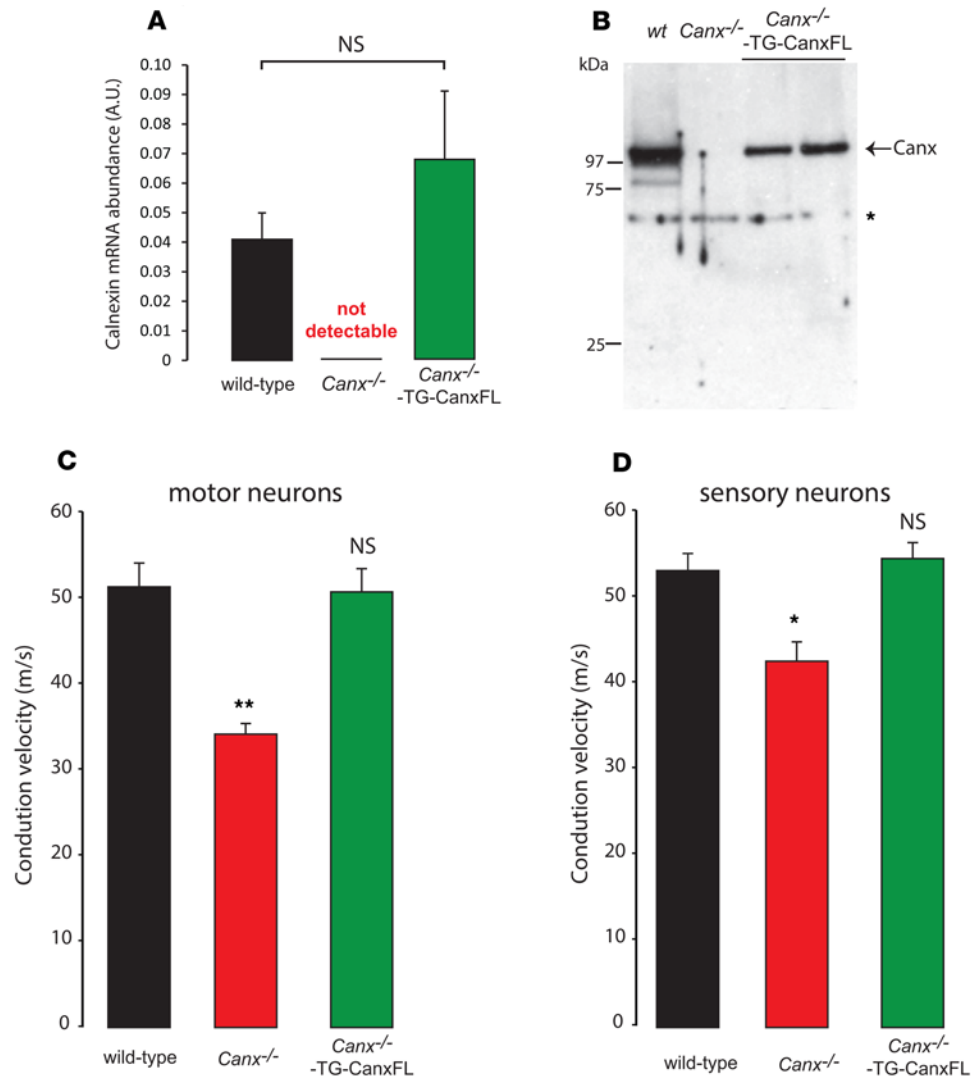 A
NS
Calnexin mRNA abundance (A.U.)
0.10
0.09
0.08
0.07
0.06
0.05
0.04
0.03
0.02
0.01
0
not
detectable
wild-type
Canx-/-
Canx-/-
-TG-CanxFL
B
wt
Canx-/-
Canx-/-
-TG-CanxFL
kDa
97
75
25
←Canx
*
C
motor neurons
Condution velocity (m/s)
60
50
40
30
20
10
0
**
NS
wild-type
Canx-/-
Canx-/-
-TG-CanxFL
D
sensory neurons
Condution velocity (m/s)
60
50
40
30
20
10
0
*
NS
wild-type
Canx-/-
Canx-/-
-TG-CanxFL